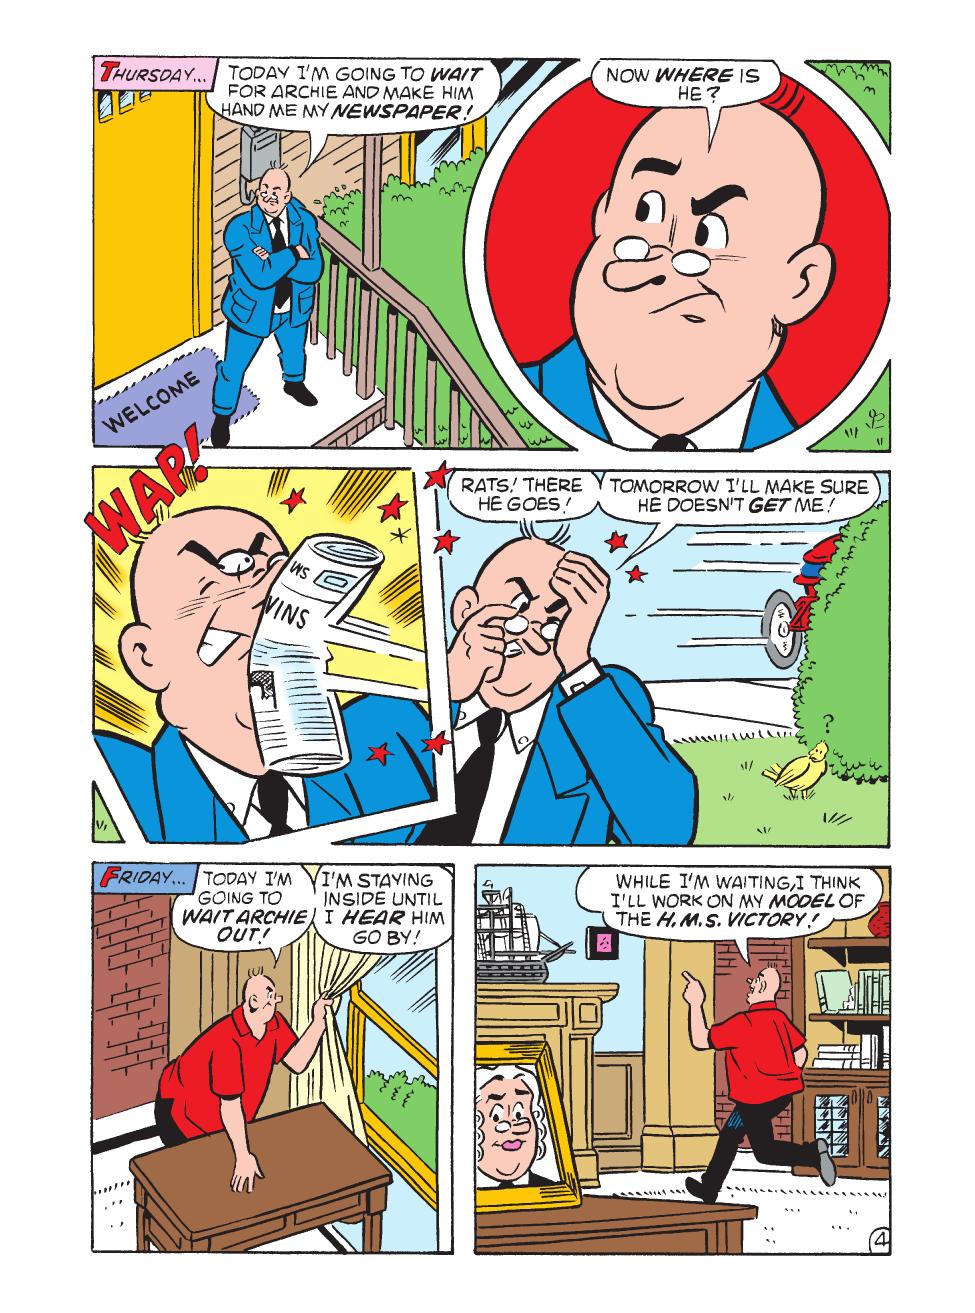 THURSDAY...
TODAY I'M GOING TO WAIT
FOR ARCHIE AND MAKE HIM
HAND ME MY NEWSPAPER!
WELCOME
NOW WHERE IS
HE?
WAP!
WS
WINS
RATS! THERE
HE GOES!
TOMORROW I'LL MAKE SURE
HE DOESN'T GET ME!
?
FRIDAY...
TODAY I'M
GOING TO
WAIT ARCHIE
OUT!
I'M STAYING
INSIDE UNTIL
I HEAR HIM
GO BY!
WHILE I'M WAITING, I THINK
I'LL WORK ON MY MODEL OF
THE H.M.S. VICTORY!
4